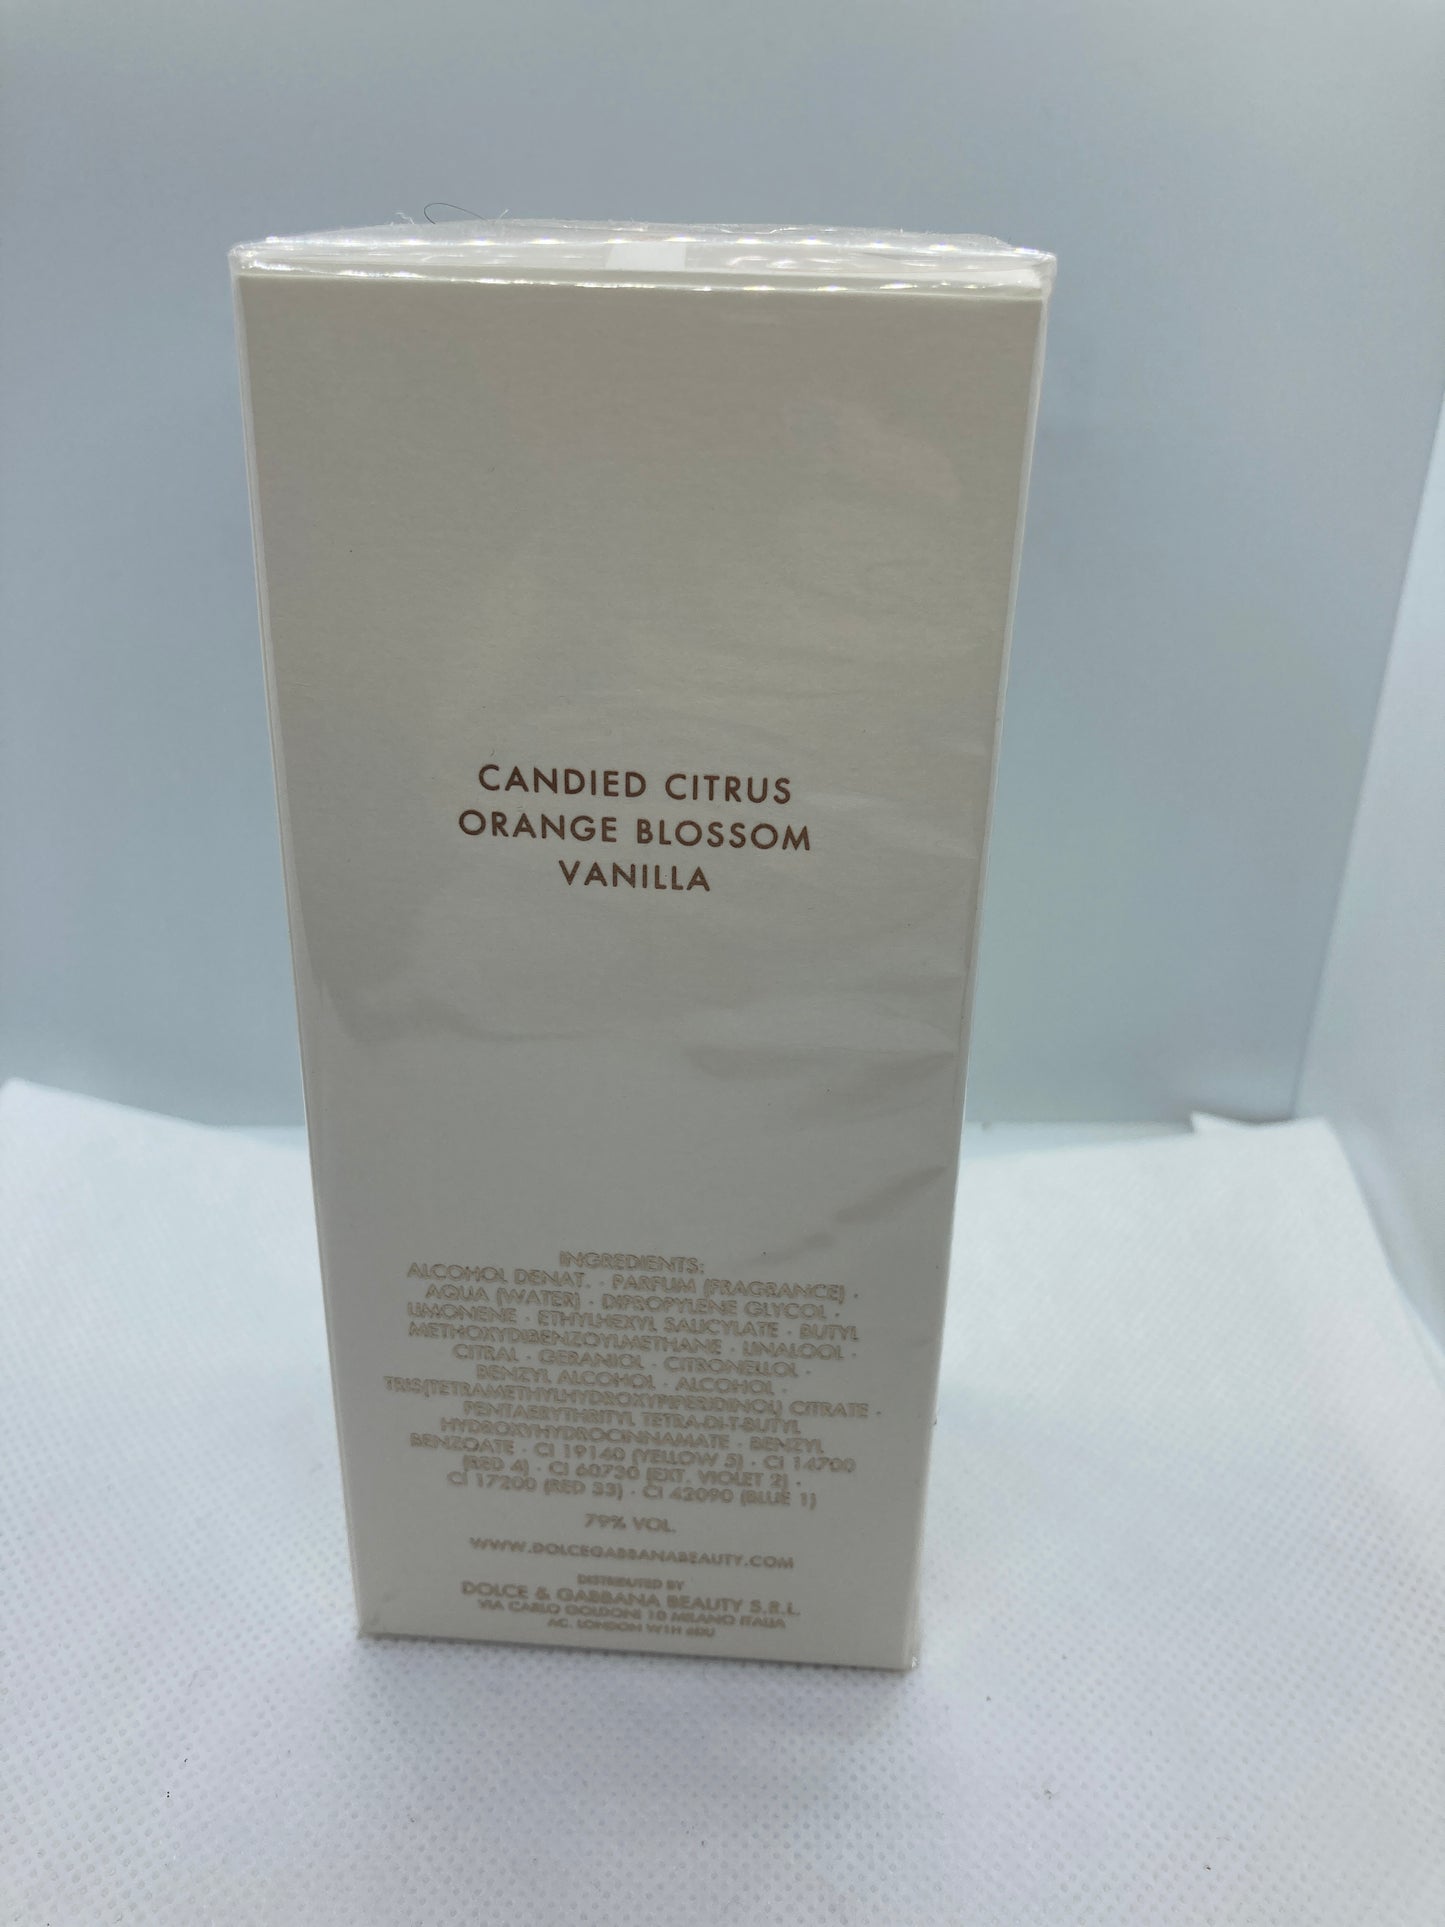 CANDIED CITRUS
ORANGE BLOSSOM
VANILLA
INGREDIENTS:
ALCOHOL DENAT. · PARFUM (FRAGRANCE) ·
AQUA (WATER) · DIPROPYLENE GLYCOL ·
LIMONENE · ETHYLHEXYL SALICYLATE · BUTYL
METHOXYDIBENZOYLMETHANE · LINALOOL ·
CITRAL · GERANIOL · CITRONELLOL ·
BENZYL ALCOHOL · ALCOHOL ·
TRIS(TETRAMETHYLHYDROXYPIPERIDINOL) CITRATE ·
PENTAERYTHRITYL TETRA-DI-T-BUTYL
HYDROXYHYDROCINNAMATE · BENZYL
BENZOATE · CI 19140 (YELLOW 5) · CI 14700
(RED 4) · CI 60730 (EXT. VIOLET 2) ·
CI 17200 (RED 33) · CI 42090 (BLUE 1)
79% VOL.
WWW.DOLCEGABBANABEAUTY.COM
DISTRIBUTED BY
DOLCE & GABBANA BEAUTY S.R.L.
VIA CARLO GOLDONI 10 MILANO ITALIA
AC. LONDON W1H 6DU